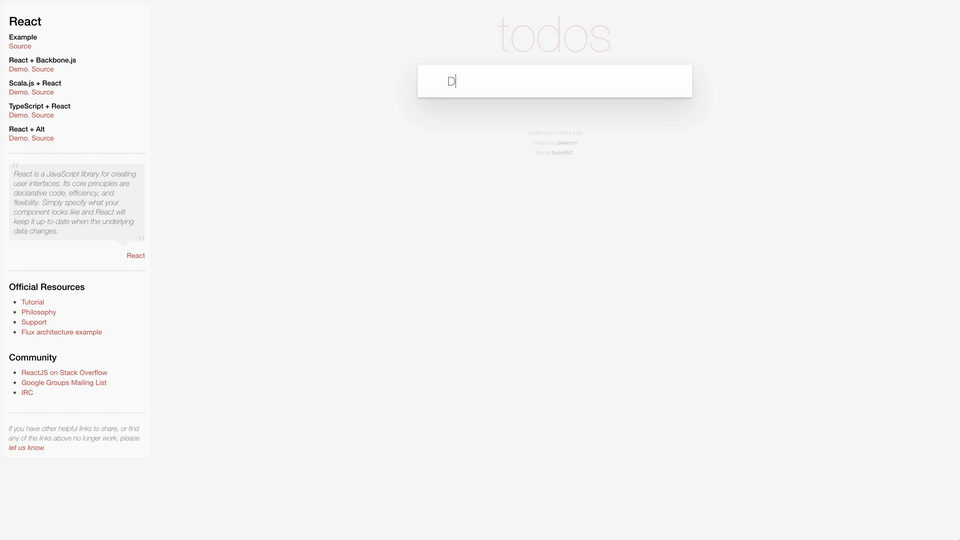 React
Example
Source
React + Backbone.js
Demo, Source
Scala.js + React
Demo, Source
TypeScript + React
Demo, Source
React + Alt
Demo, Source
“
React is a JavaScript library for creating
user interfaces. Its core principles are
declarative code, efficiency, and
flexibility. Simply specify what your
component looks like and React will
keep it up-to-date when the underlying
data changes.
”
React
Official Resources
Tutorial
Philosophy
Support
Flux architecture example
Community
ReactJS on Stack Overflow
Google Groups Mailing List
IRC
If you have other helpful links to share, or find
any of the links above no longer work, please
let us know.
todos
D
Double-click to edit a todo
Created by petehunt
Part of TodoMVC